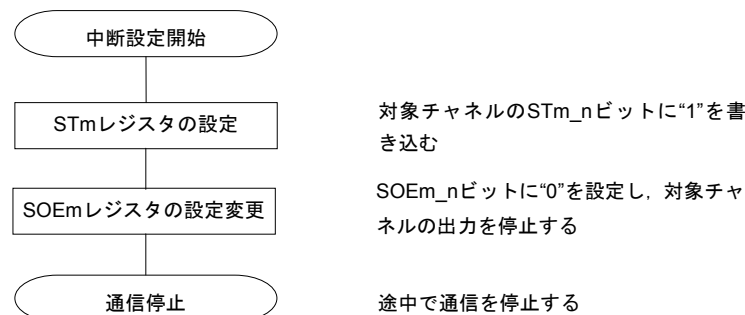 中断設定開始
STmレジスタの設定
対象チャネルのSTm_nビットに“1”を書
き込む
SOEmレジスタの設定変更
SOEm_nビットに“0”を設定し，対象チャ
ネルの出力を停止する
通信停止
途中で通信を停止する